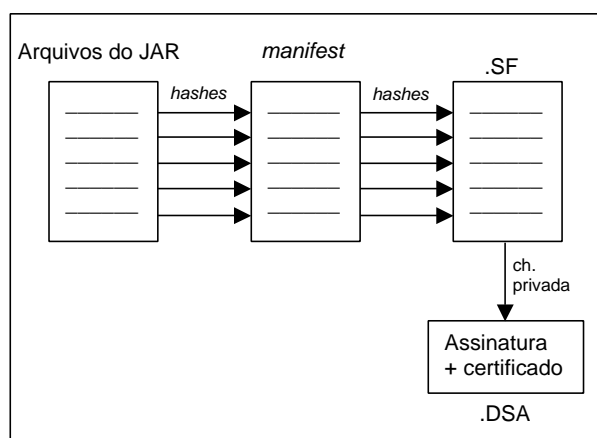 Arquivos do JAR
manifest
.SF
hashes
hashes
ch.
privada
Assinatura
+ certificado
.DSA